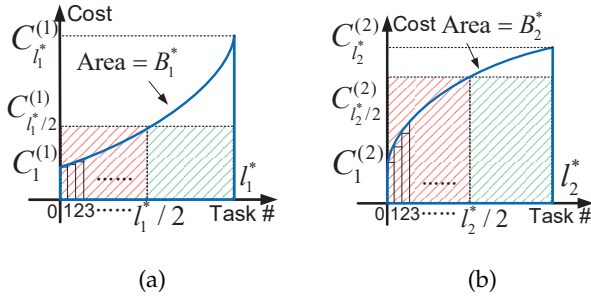 Cost
C_{l_1^*}^{(1)}
Area = B_1^*
C_{l_1^*/2}^{(1)}
C_1^{(1)}
......
l_1^*
0 1 2 3 ...... l_1^* / 2 Task #
(a)
Cost Area = B_2^*
C_{l_2^*}^{(2)}
C_{l_2^*/2}^{(2)}
C_1^{(2)}
......
l_2^*
0 1 2 3 ...... l_2^* / 2 Task #
(b)